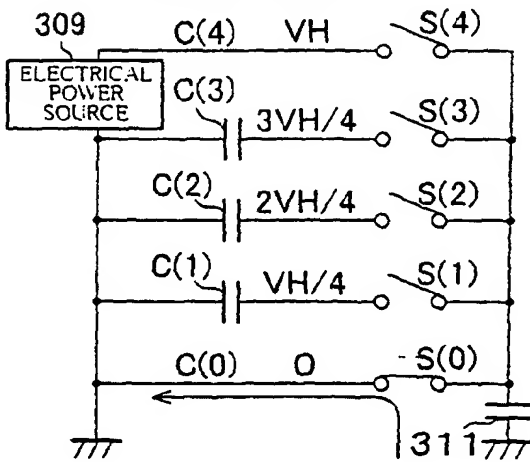 309
C(4) VH S(4)
ELECTRICAL
POWER
SOURCE
C(3) 3VH/4 S(3)
C(2) 2VH/4 S(2)
C(1) VH/4 S(1)
C(0) 0 S(0)
311